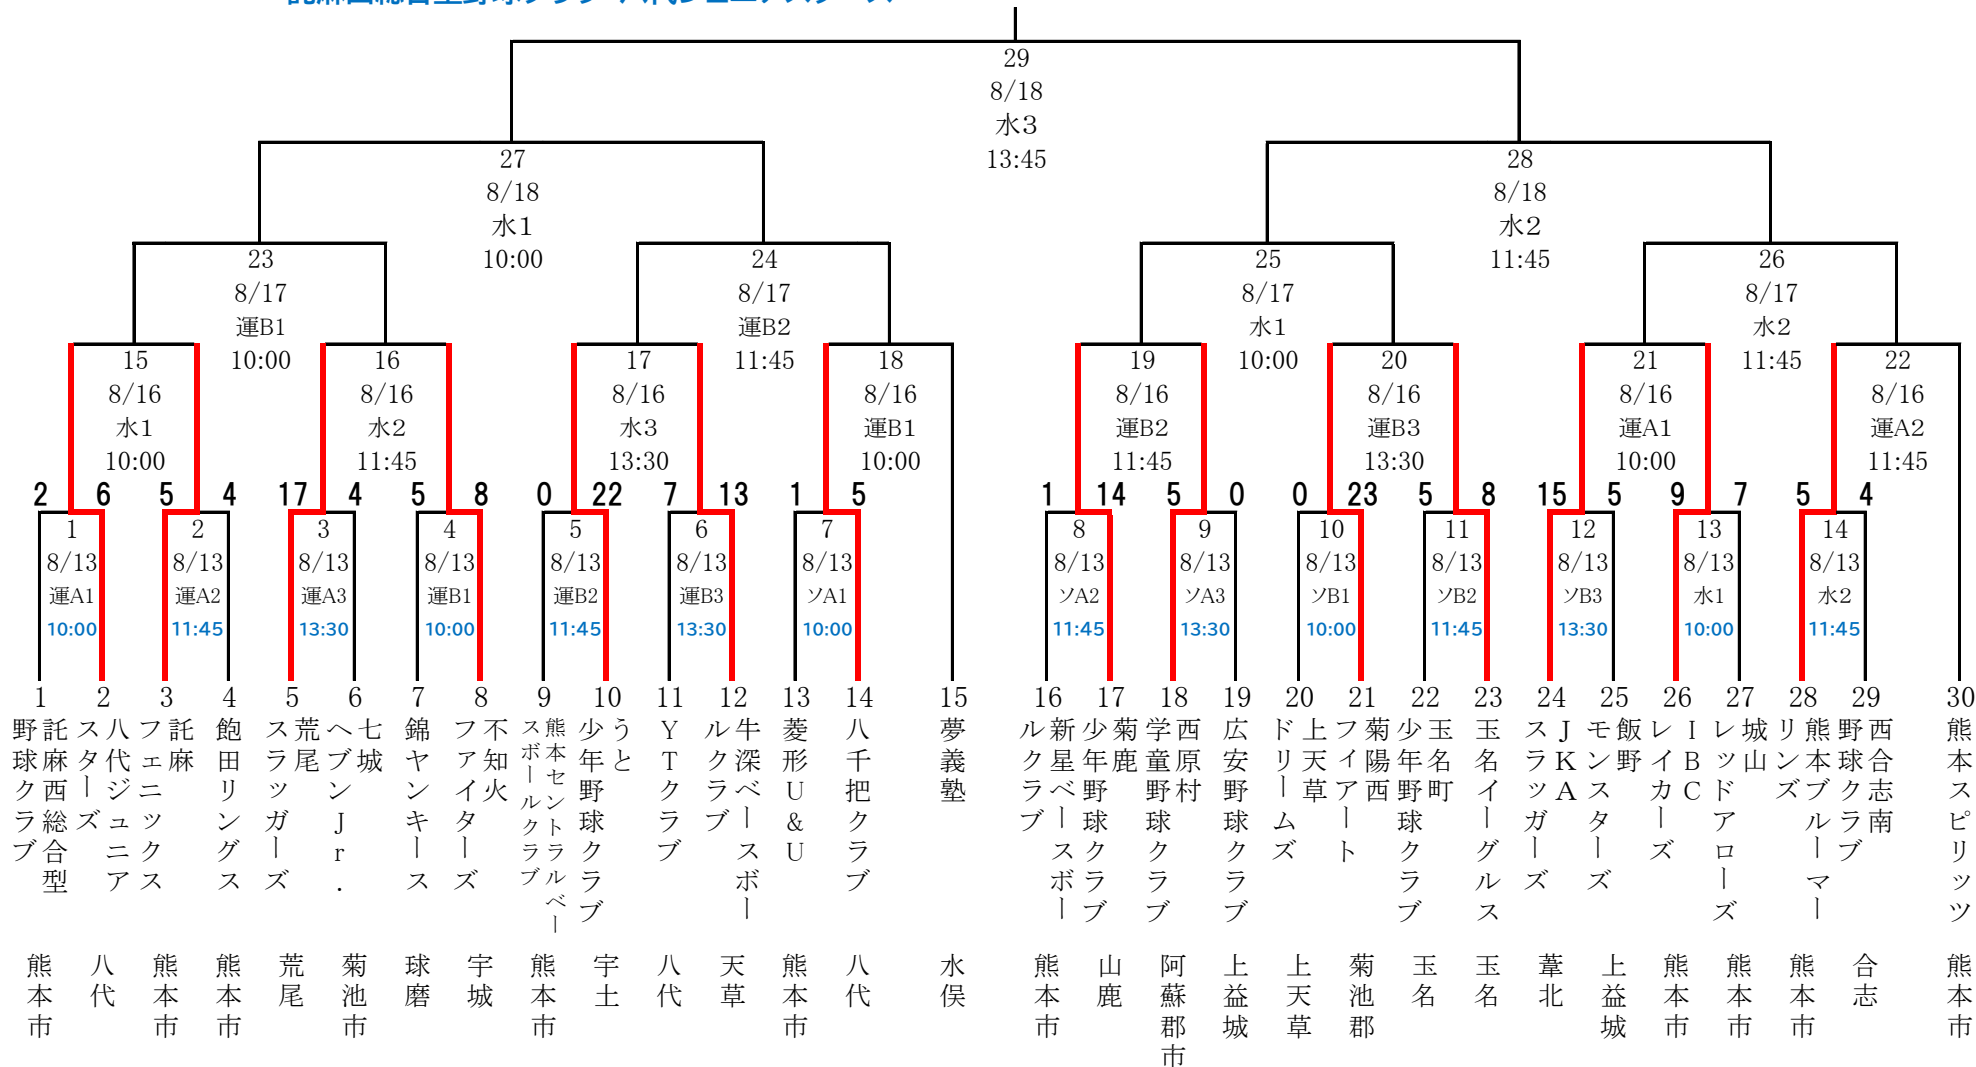 29
8/18
水3
13:45
27
8/18
水1
10:00
28
8/18
水2
11:45
23
8/17
運B1
10:00
24
8/17
運B2
11:45
25
8/17
水1
10:00
26
8/17
水2
11:45
15
8/16
水1
10:00
16
8/16
水2
11:45
17
8/16
水3
13:30
18
8/16
運B1
10:00
19
8/16
運B2
11:45
20
8/16
運B3
13:30
21
8/16
運A1
10:00
22
8/16
運A2
11:45
2 6 5 4 17 4 5 8 0 22 7 13 1 5 1 14 5 0 0 23 5 8 15 5 9 7 5 4
1
8/13
運A1
10:00
2
8/13
運A2
11:45
3
8/13
運A3
13:30
4
8/13
運B1
10:00
5
8/13
運B2
11:45
6
8/13
運B3
13:30
7
8/13
ソA1
10:00
8
8/13
ソA2
11:45
9
8/13
ソA3
13:30
10
8/13
ソB1
10:00
11
8/13
ソB2
11:45
12
8/13
ソB3
13:30
13
8/13
水1
10:00
14
8/13
水2
11:45
1 2 3 4 5 6 7 8 9 10 11 12 13 14 15 16 17 18 19 20 21 22 23 24 25 26 27 28 29 30
託麻西総合型
野球クラブ
八代ジュニア
スターズ
託麻
フェニックス
飽田リングス
荒尾
スラッガーズ
七城
ヘブンJr.
錦ヤンキース
不知火
ファイターズ
熊本セントラルベー
スボールクラブ
うと
少年野球クラブ
YTクラブ
牛深ベースボー
ルクラブ
菱形U&U
八千把クラブ
夢義塾
新星ベースボー
ルクラブ
菊鹿
少年野球クラブ
西原村
学童野球クラブ
広安野球クラブ
上天草
ドリームズ
菊陽西
フィアート
玉名町
少年野球クラブ
玉名イーグルス
JKA
スラッガーズ
飯野
モンスターズ
IBC
レイカーズ
城山
レッドアローズ
熊本ブルーマー
リンズ
西合志南
野球クラブ
熊本スピリッツ
熊本市
八代
熊本市
熊本市
荒尾
菊池市
球磨
宇城
熊本市
宇土
八代
天草
熊本市
八代
水俣
熊本市
山鹿
阿蘇郡市
上益城
上天草
菊池郡
玉名
玉名
葦北
上益城
熊本市
熊本市
熊本市
合志
熊本市